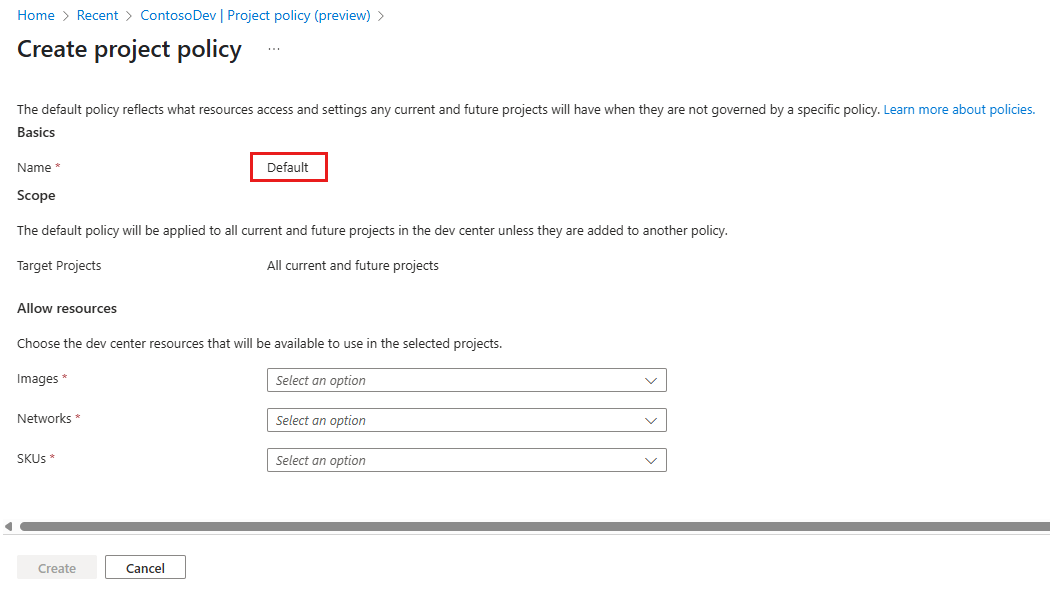 Home > Recent > ContosoDev | Project policy (preview) >
Create project policy ...
The default policy reflects what resources access and settings any current and future projects will have when they are not governed by a specific policy. Learn more about policies.
Basics
Name * Default
Scope
The default policy will be applied to all current and future projects in the dev center unless they are added to another policy.
Target Projects All current and future projects
Allow resources
Choose the dev center resources that will be available to use in the selected projects.
Images * Select an option
Networks * Select an option
SKUs * Select an option
Create Cancel